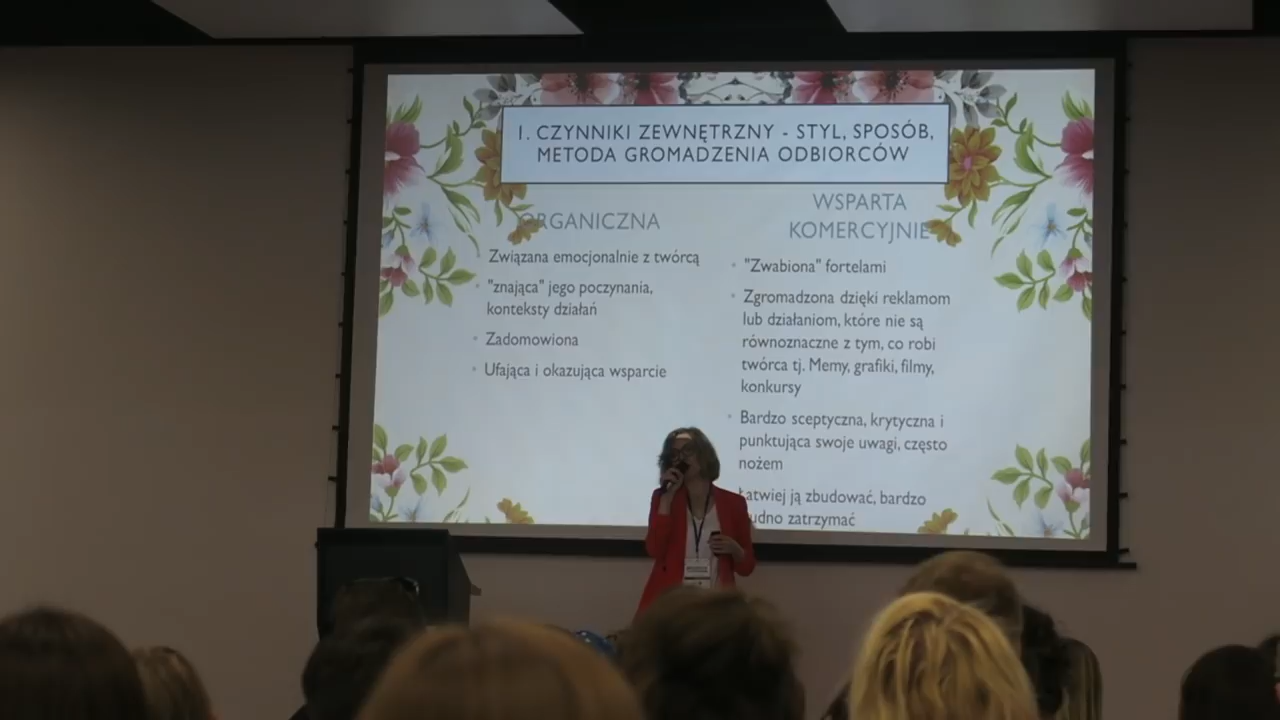 1. CZYNNIKI ZEWNĘTRZNY - STYL, SPOSÓB,
METODA GROMADZENIA ODBIORCÓW
ORGANICZNA
Związana emocjonalnie z twórcą
"znająca" jego poczynania,
konteksty działań
Zadomowiona
Ufająca i okazująca wsparcie
WSPARTA
KOMERCYJNIE
"Zwabiona" fortelami
Zgromadzona dzięki reklamom
lub działaniom, które nie są
równoznaczne z tym, co robi
twórca tj. Memy, grafiki, filmy,
konkursy
Bardzo sceptyczna, krytyczna i
punktująca swoje uwagi, często
nożem
Łatwiej ją zbudować, bardzo
udno zatrzymać